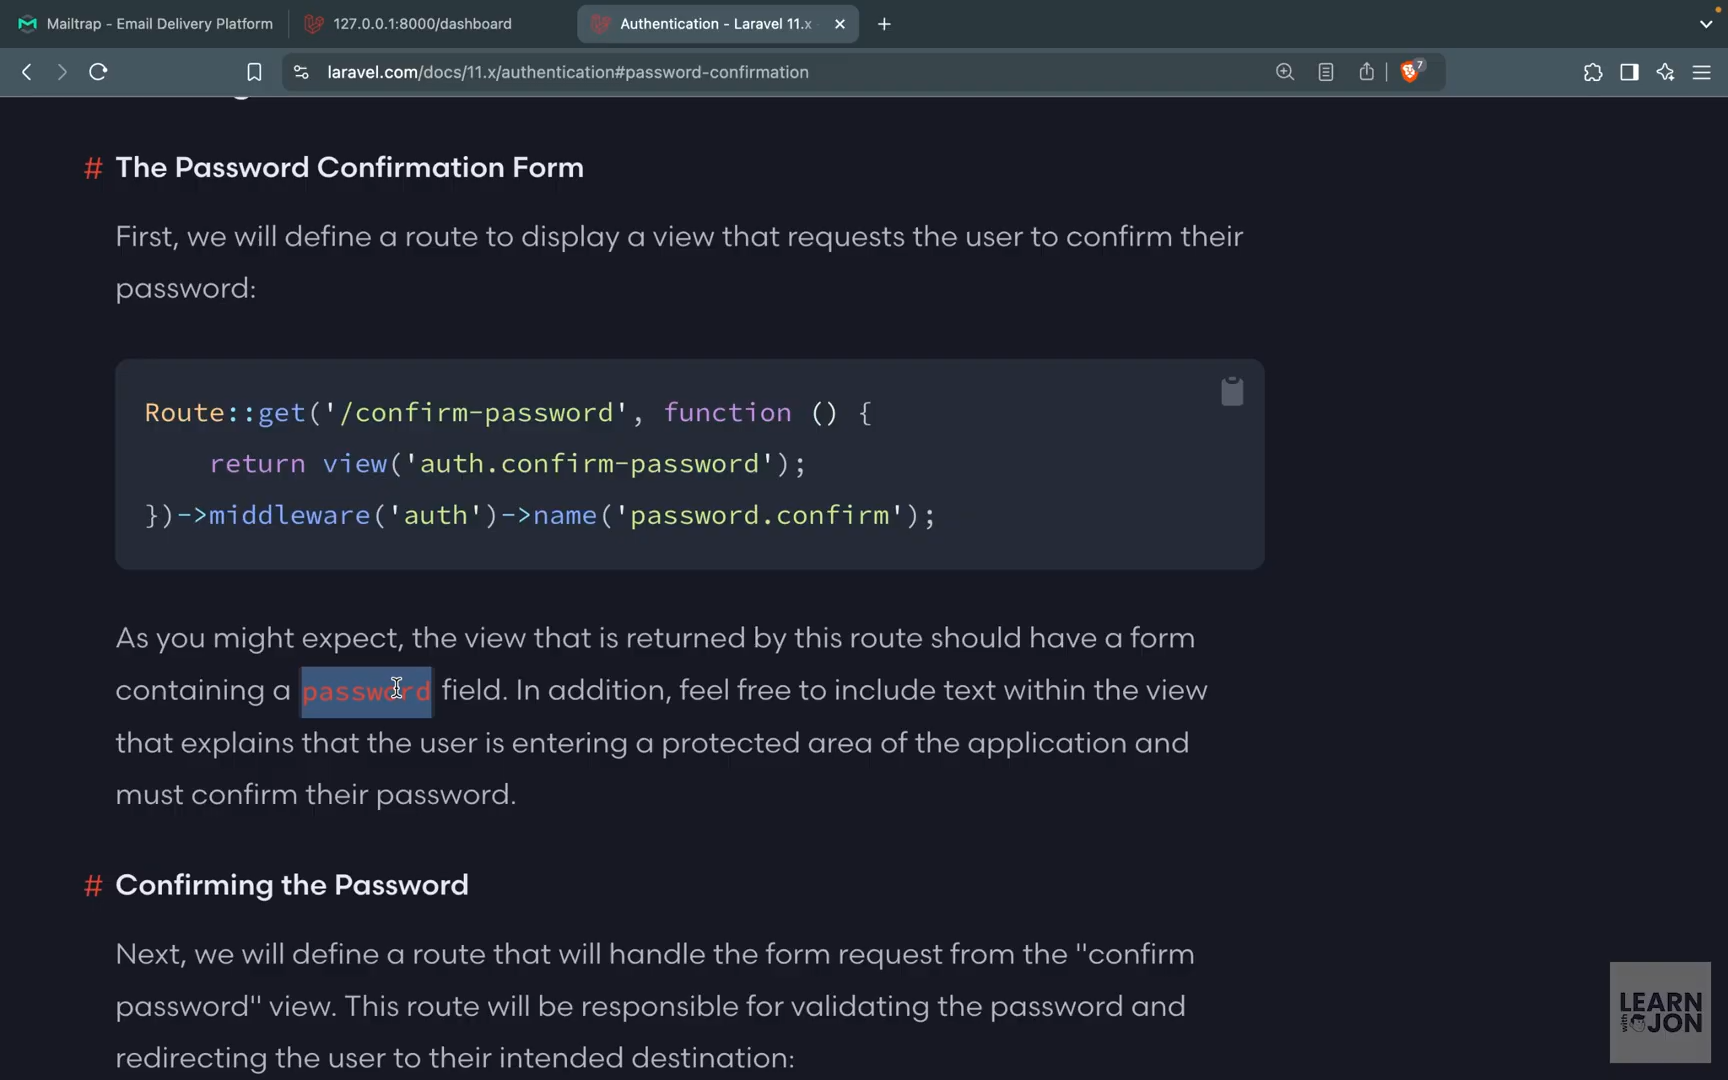 Mailtrap - Email Delivery Platform
127.0.0.1:8000/dashboard
Authentication - Laravel 11.x
laravel.com/docs/11.x/authentication#password-confirmation
7
# The Password Confirmation Form
First, we will define a route to display a view that requests the user to confirm their
password:
Route::get('/confirm-password', function () {
return view('auth.confirm-password');
})->middleware('auth')->name('password.confirm');
As you might expect, the view that is returned by this route should have a form
containing a password field. In addition, feel free to include text within the view
that explains that the user is entering a protected area of the application and
must confirm their password.
# Confirming the Password
Next, we will define a route that will handle the form request from the "confirm
password" view. This route will be responsible for validating the password and
redirecting the user to their intended destination:
LEARN
with JON